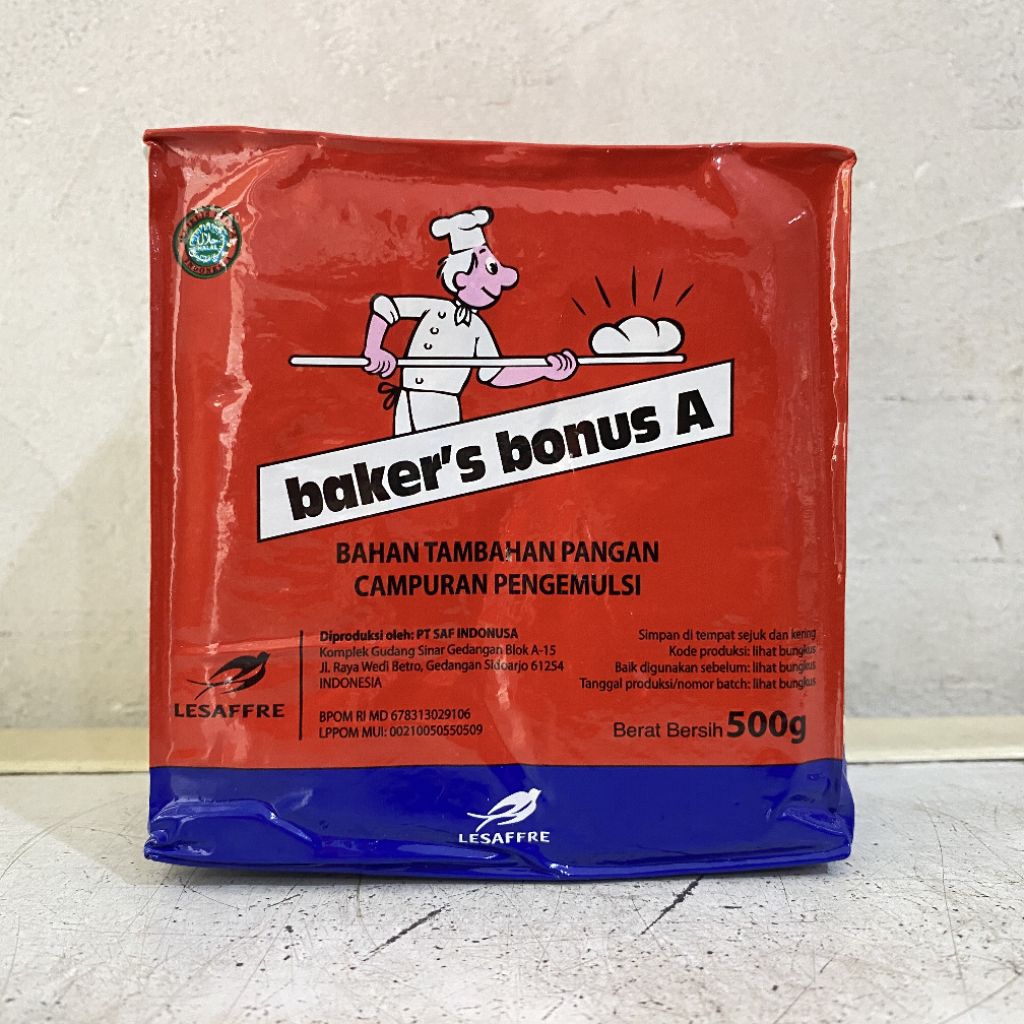 حلال
HALAL
baker's bonus A
BAHAN TAMBAHAN PANGAN
CAMPURAN PENGEMULSI
LESAFFRE
Diproduksi oleh: PT SAF INDONUSA
Komplek Gudang Sinar Gedangan Blok A-15
Jl. Raya Wedi Betro, Gedangan Sidoarjo 61254
INDONESIA
BPOM RI MD 678313029106
LPPOM MUI: 00210050550509
Simpan di tempat sejuk dan kering
Kode produksi: lihat bungkus
Baik digunakan sebelum: lihat bungkus
Tanggal produksi/nomor batch: lihat bungkus
Berat Bersih 500g
LESAFFRE